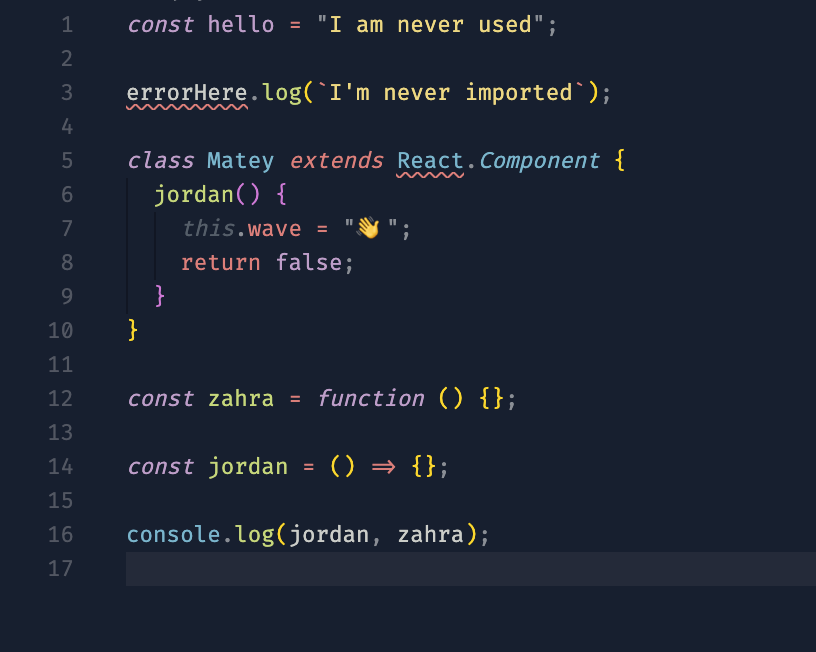 1 const hello = "I am never used";
2
3 errorHere.log(`I'm never imported`);
4
5 class Matey extends React.Component {
6   jordan() {
7     this.wave = "👋";
8     return false;
9   }
10 }
11
12 const zahra = function () {};
13
14 const jordan = () => {};
15
16 console.log(jordan, zahra);
17